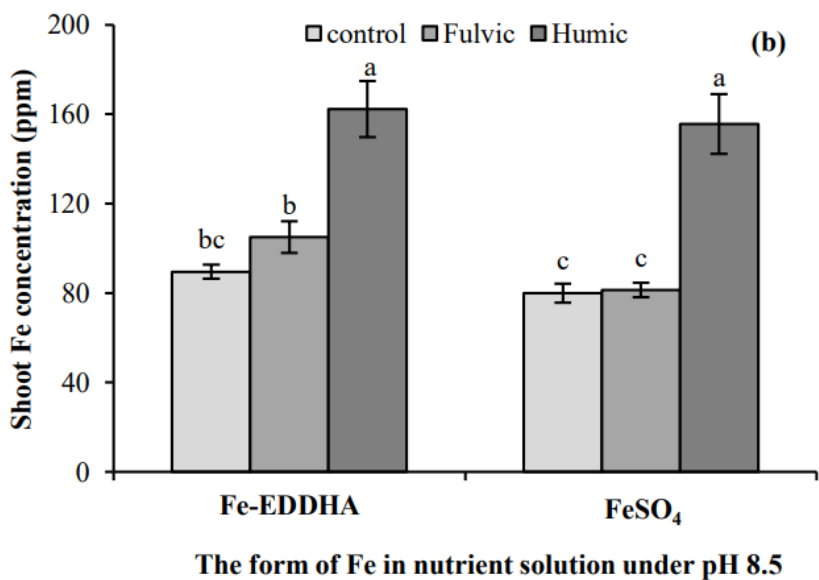 200
control Fulvic Humic
(b)
a
a
160
120
b
bc
c
c
80
40
0
Shoot Fe concentration (ppm)
Fe-EDDHA
FeSO₄
The form of Fe in nutrient solution under pH 8.5